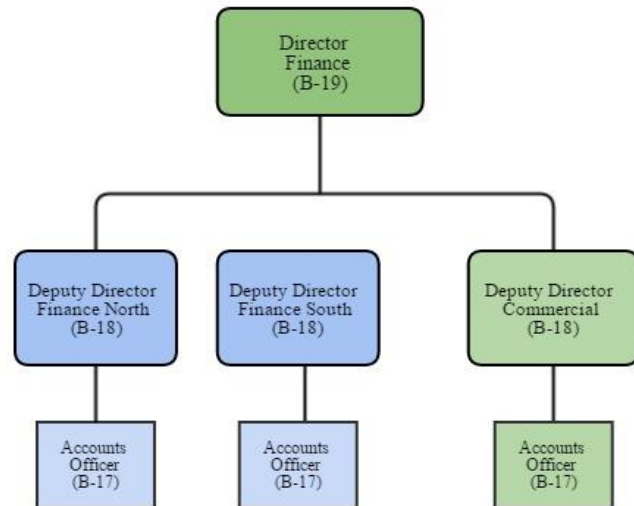 Director
Finance
(B-19)
Deputy Director
Finance North
(B-18)
Deputy Director
Finance South
(B-18)
Deputy Director
Commercial
(B-18)
Accounts
Officer
(B-17)
Accounts
Officer
(B-17)
Accounts
Officer
(B-17)